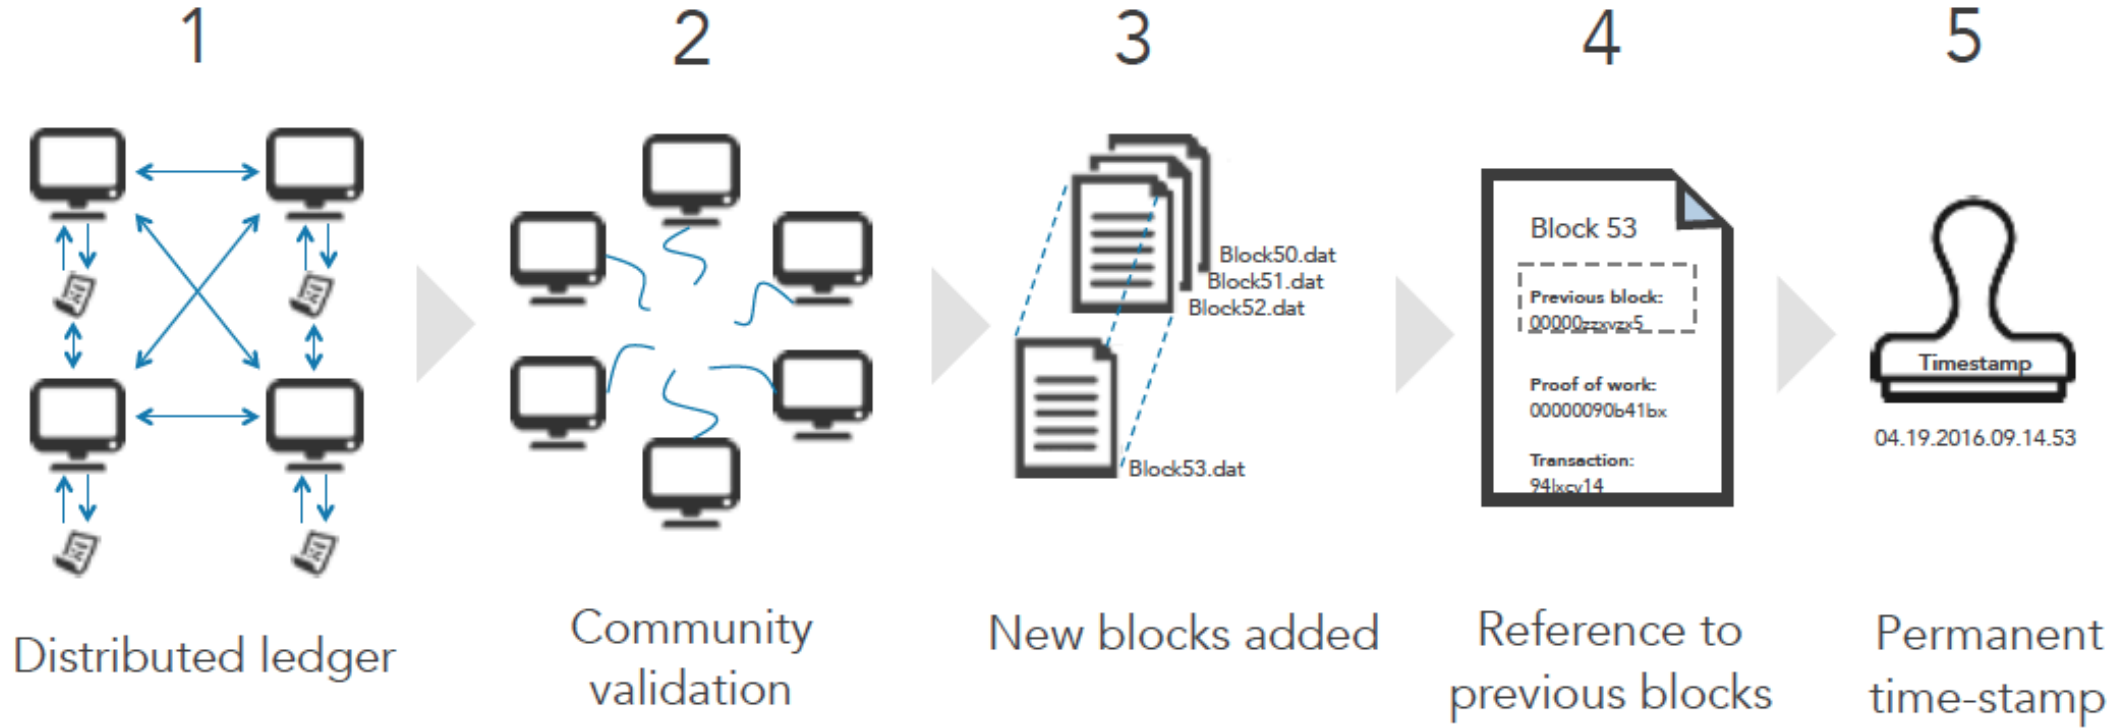 1
2
3
4
5
Block50.dat
Block51.dat
Block52.dat
Block53.dat
Block 53
Previous block:
00000zzxvzx5
Proof of work:
00000090b41bx
Transaction:
94lxcv14
Timestamp
04.19.2016.09.14.53
Distributed ledger
Community
validation
New blocks added
Reference to
previous blocks
Permanent
time-stamp